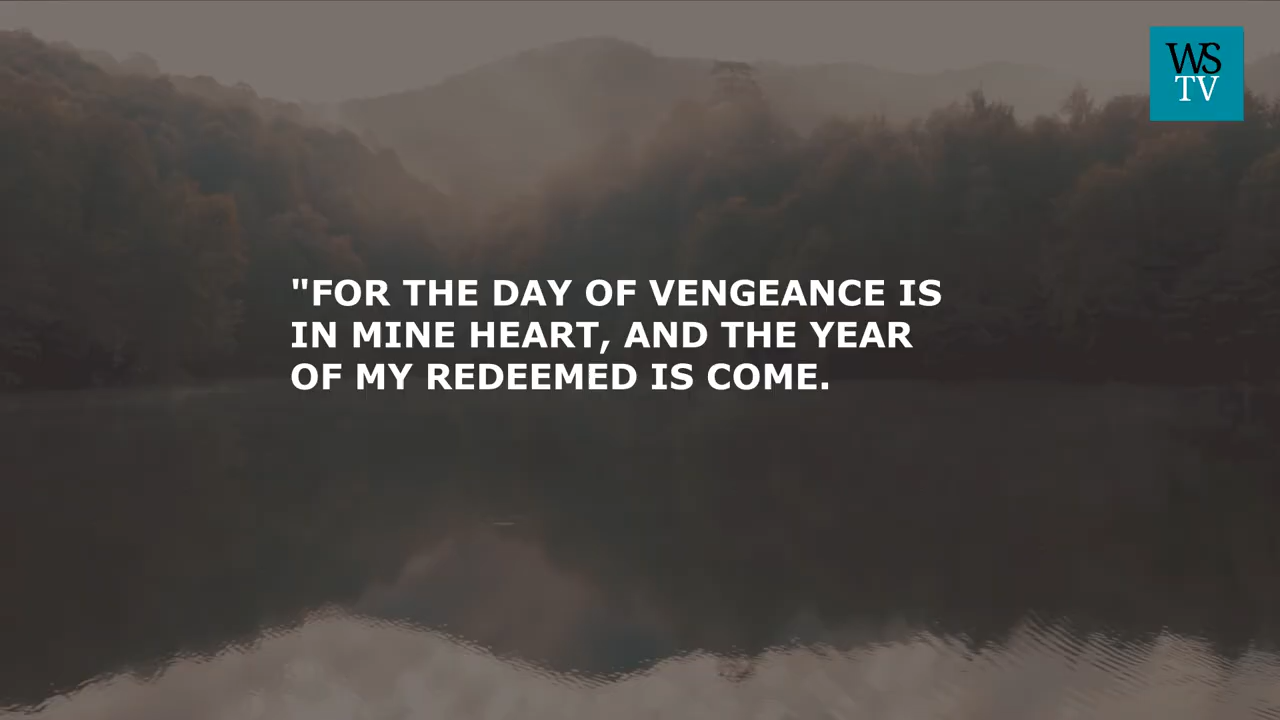 WS
TV
"FOR THE DAY OF VENGEANCE IS
IN MINE HEART, AND THE YEAR
OF MY REDEEMED IS COME.